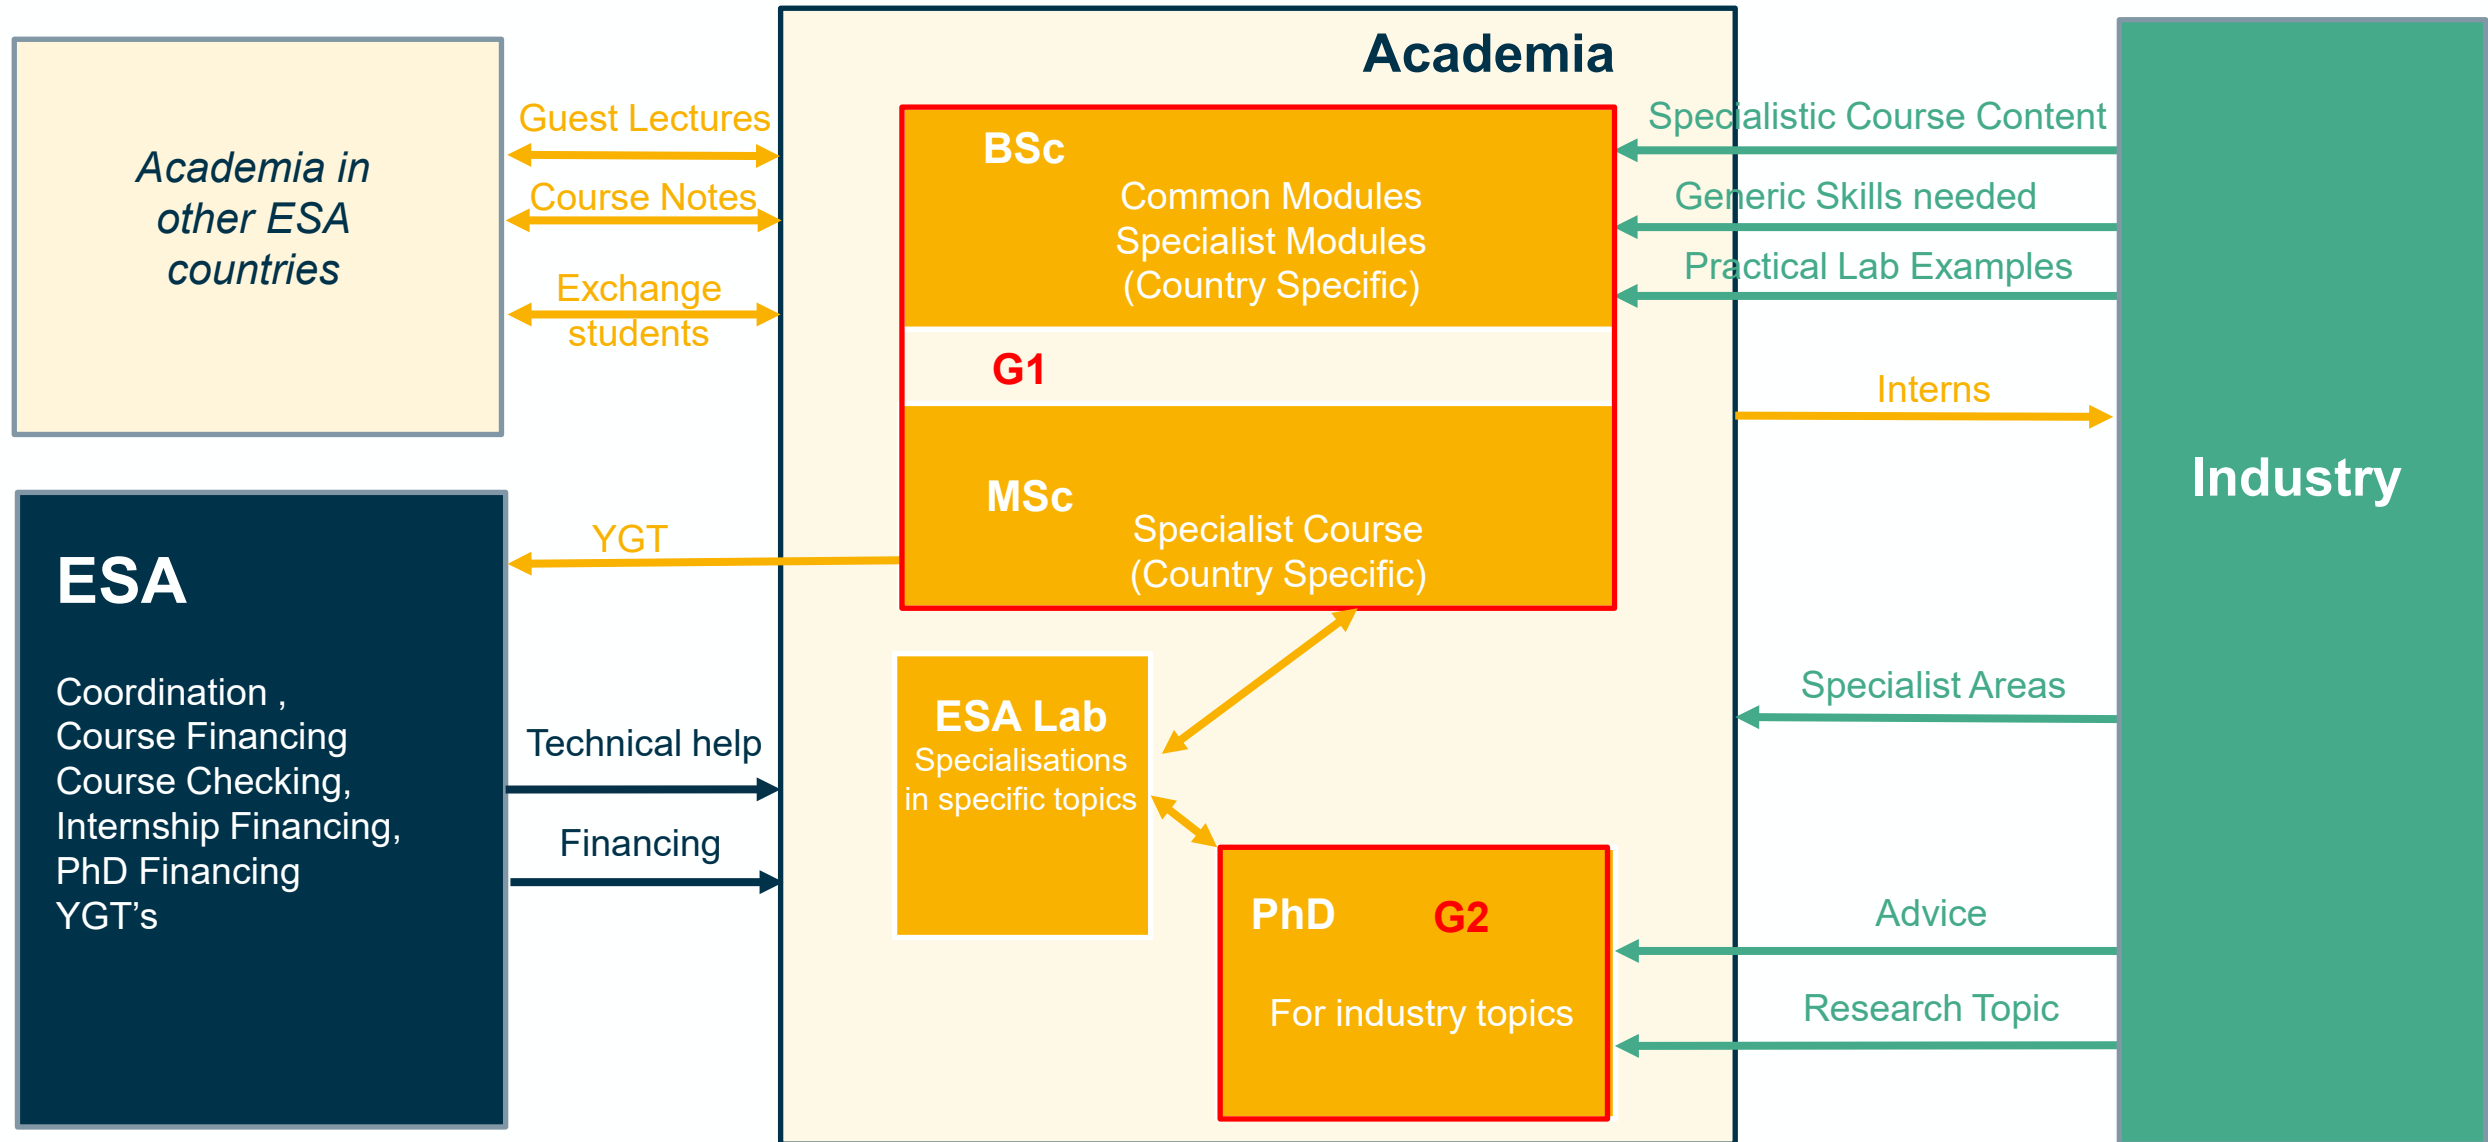 Academia in
other ESA
countries
Guest Lectures
Course Notes
Exchange
students
ESA
Coordination ,
Course Financing
Course Checking,
Internship Financing,
PhD Financing
YGT’s
YGT
Technical help
Financing
Academia
BSc
Common Modules
Specialist Modules
(Country Specific)
G1
MSc
Specialist Course
(Country Specific)
ESA Lab
Specialisations
in specific topics
PhD
G2
For industry topics
Specialistic Course Content
Generic Skills needed
Practical Lab Examples
Interns
Specialist Areas
Advice
Research Topic
Industry